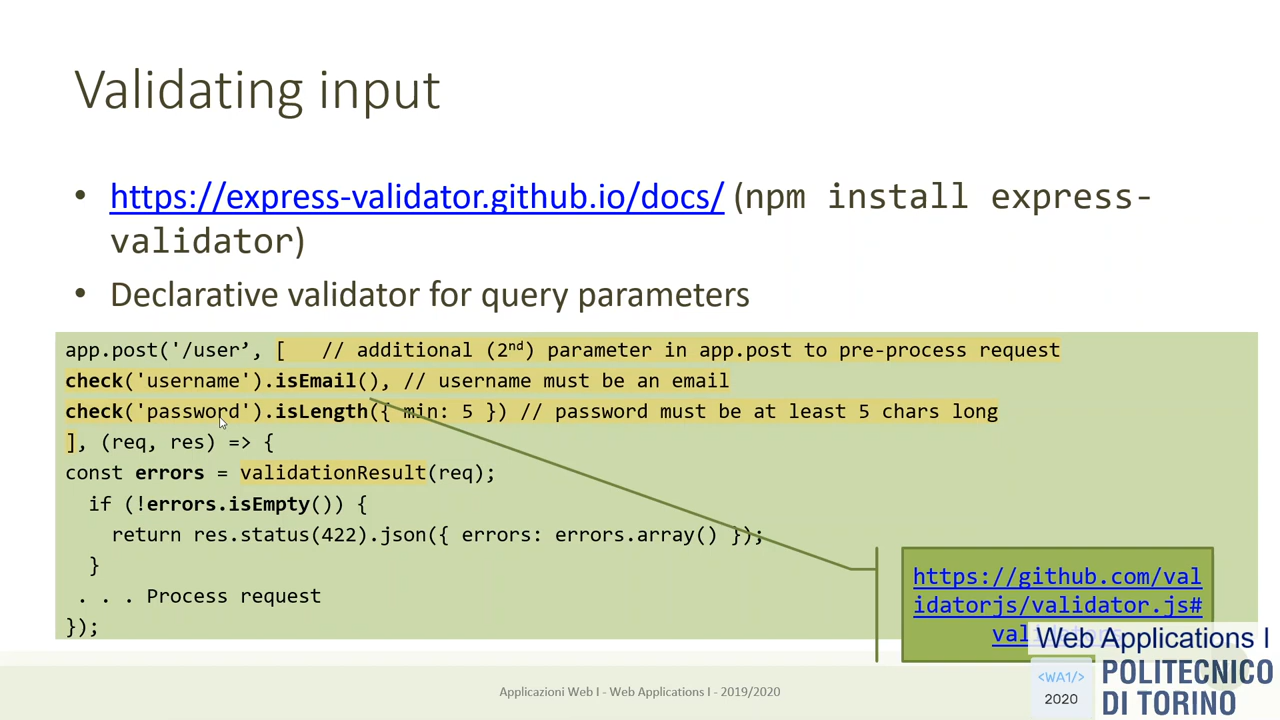 Validating input
• https://express-validator.github.io/docs/ (npm install express-
validator)
• Declarative validator for query parameters
app.post('/user’, [   // additional (2nd) parameter in app.post to pre-process request
check('username').isEmail(), // username must be an email
check('password').isLength({ min: 5 }) // password must be at least 5 chars long
], (req, res) => {
const errors = validationResult(req);
  if (!errors.isEmpty()) {
    return res.status(422).json({ errors: errors.array() });
  }
 . . . Process request
});
https://github.com/val
idatorjs/validator.js#
Web Applications I
<WA1/>
2020
POLITECNICO
DI TORINO
Applicazioni Web I - Web Applications I - 2019/2020